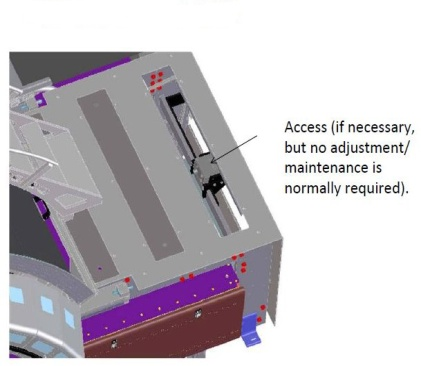 Access (if necessary,
but no adjustment/
maintenance is
normally required).